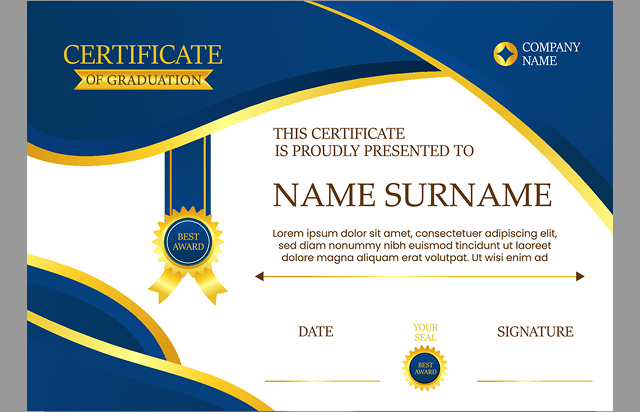 CERTIFICATE
OF GRADUATION
COMPANY
NAME
THIS CERTIFICATE
IS PROUDLY PRESENTED TO
NAME SURNAME
Lorem ipsum dolor sit amet, consectetuer adipiscing elit,
sed diam nonummy nibh euismod tincidunt ut laoreet
dolore magna aliquam erat volutpat. Ut wisi enim ad
BEST
AWARD
DATE
YOUR
SEAL
BEST
AWARD
SIGNATURE